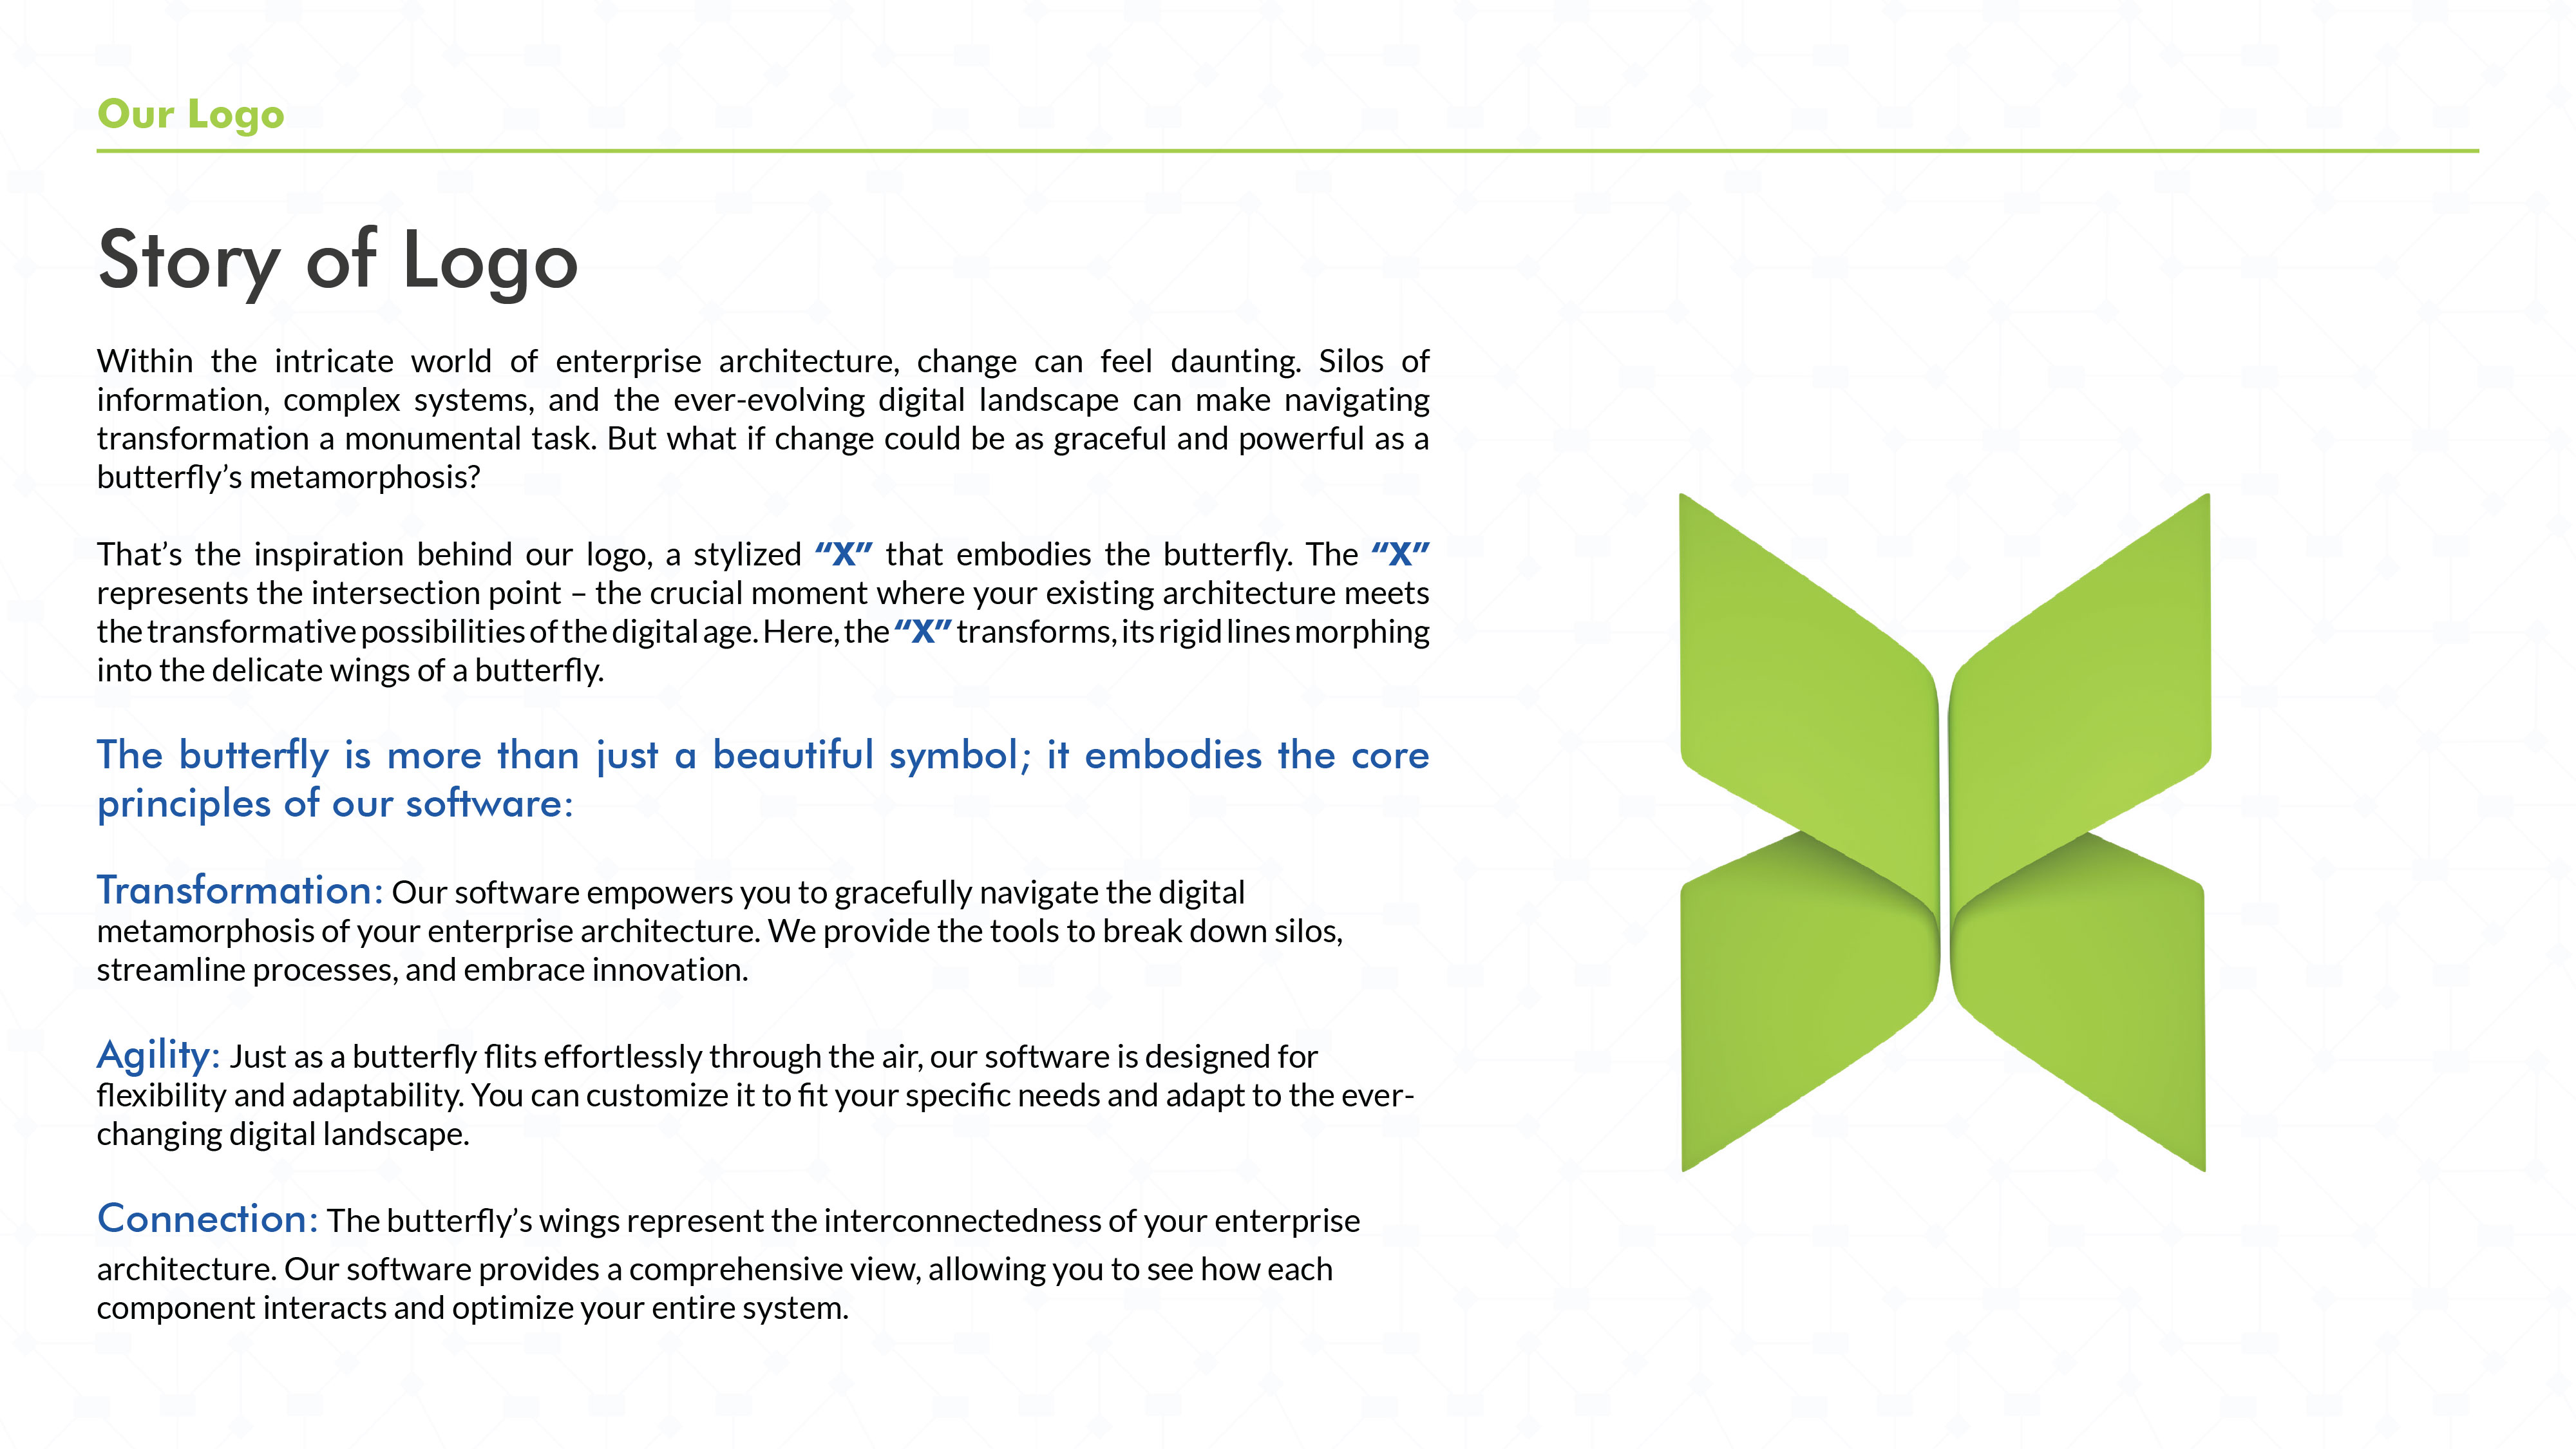 Our Logo
Story of Logo
Within the intricate world of enterprise architecture, change can feel daunting. Silos of
information, complex systems, and the ever-evolving digital landscape can make navigating
transformation a monumental task. But what if change could be as graceful and powerful as a
butterfly’s metamorphosis?
That’s the inspiration behind our logo, a stylized “X” that embodies the butterfly. The “X”
represents the intersection point – the crucial moment where your existing architecture meets
the transformative possibilities of the digital age. Here, the “X” transforms, its rigid lines morphing
into the delicate wings of a butterfly.
The butterfly is more than just a beautiful symbol; it embodies the core
principles of our software:
Transformation: Our software empowers you to gracefully navigate the digital
metamorphosis of your enterprise architecture. We provide the tools to break down silos,
streamline processes, and embrace innovation.
Agility: Just as a butterfly flits effortlessly through the air, our software is designed for
flexibility and adaptability. You can customize it to fit your specific needs and adapt to the ever-
changing digital landscape.
Connection: The butterfly’s wings represent the interconnectedness of your enterprise
architecture. Our software provides a comprehensive view, allowing you to see how each
component interacts and optimize your entire system.